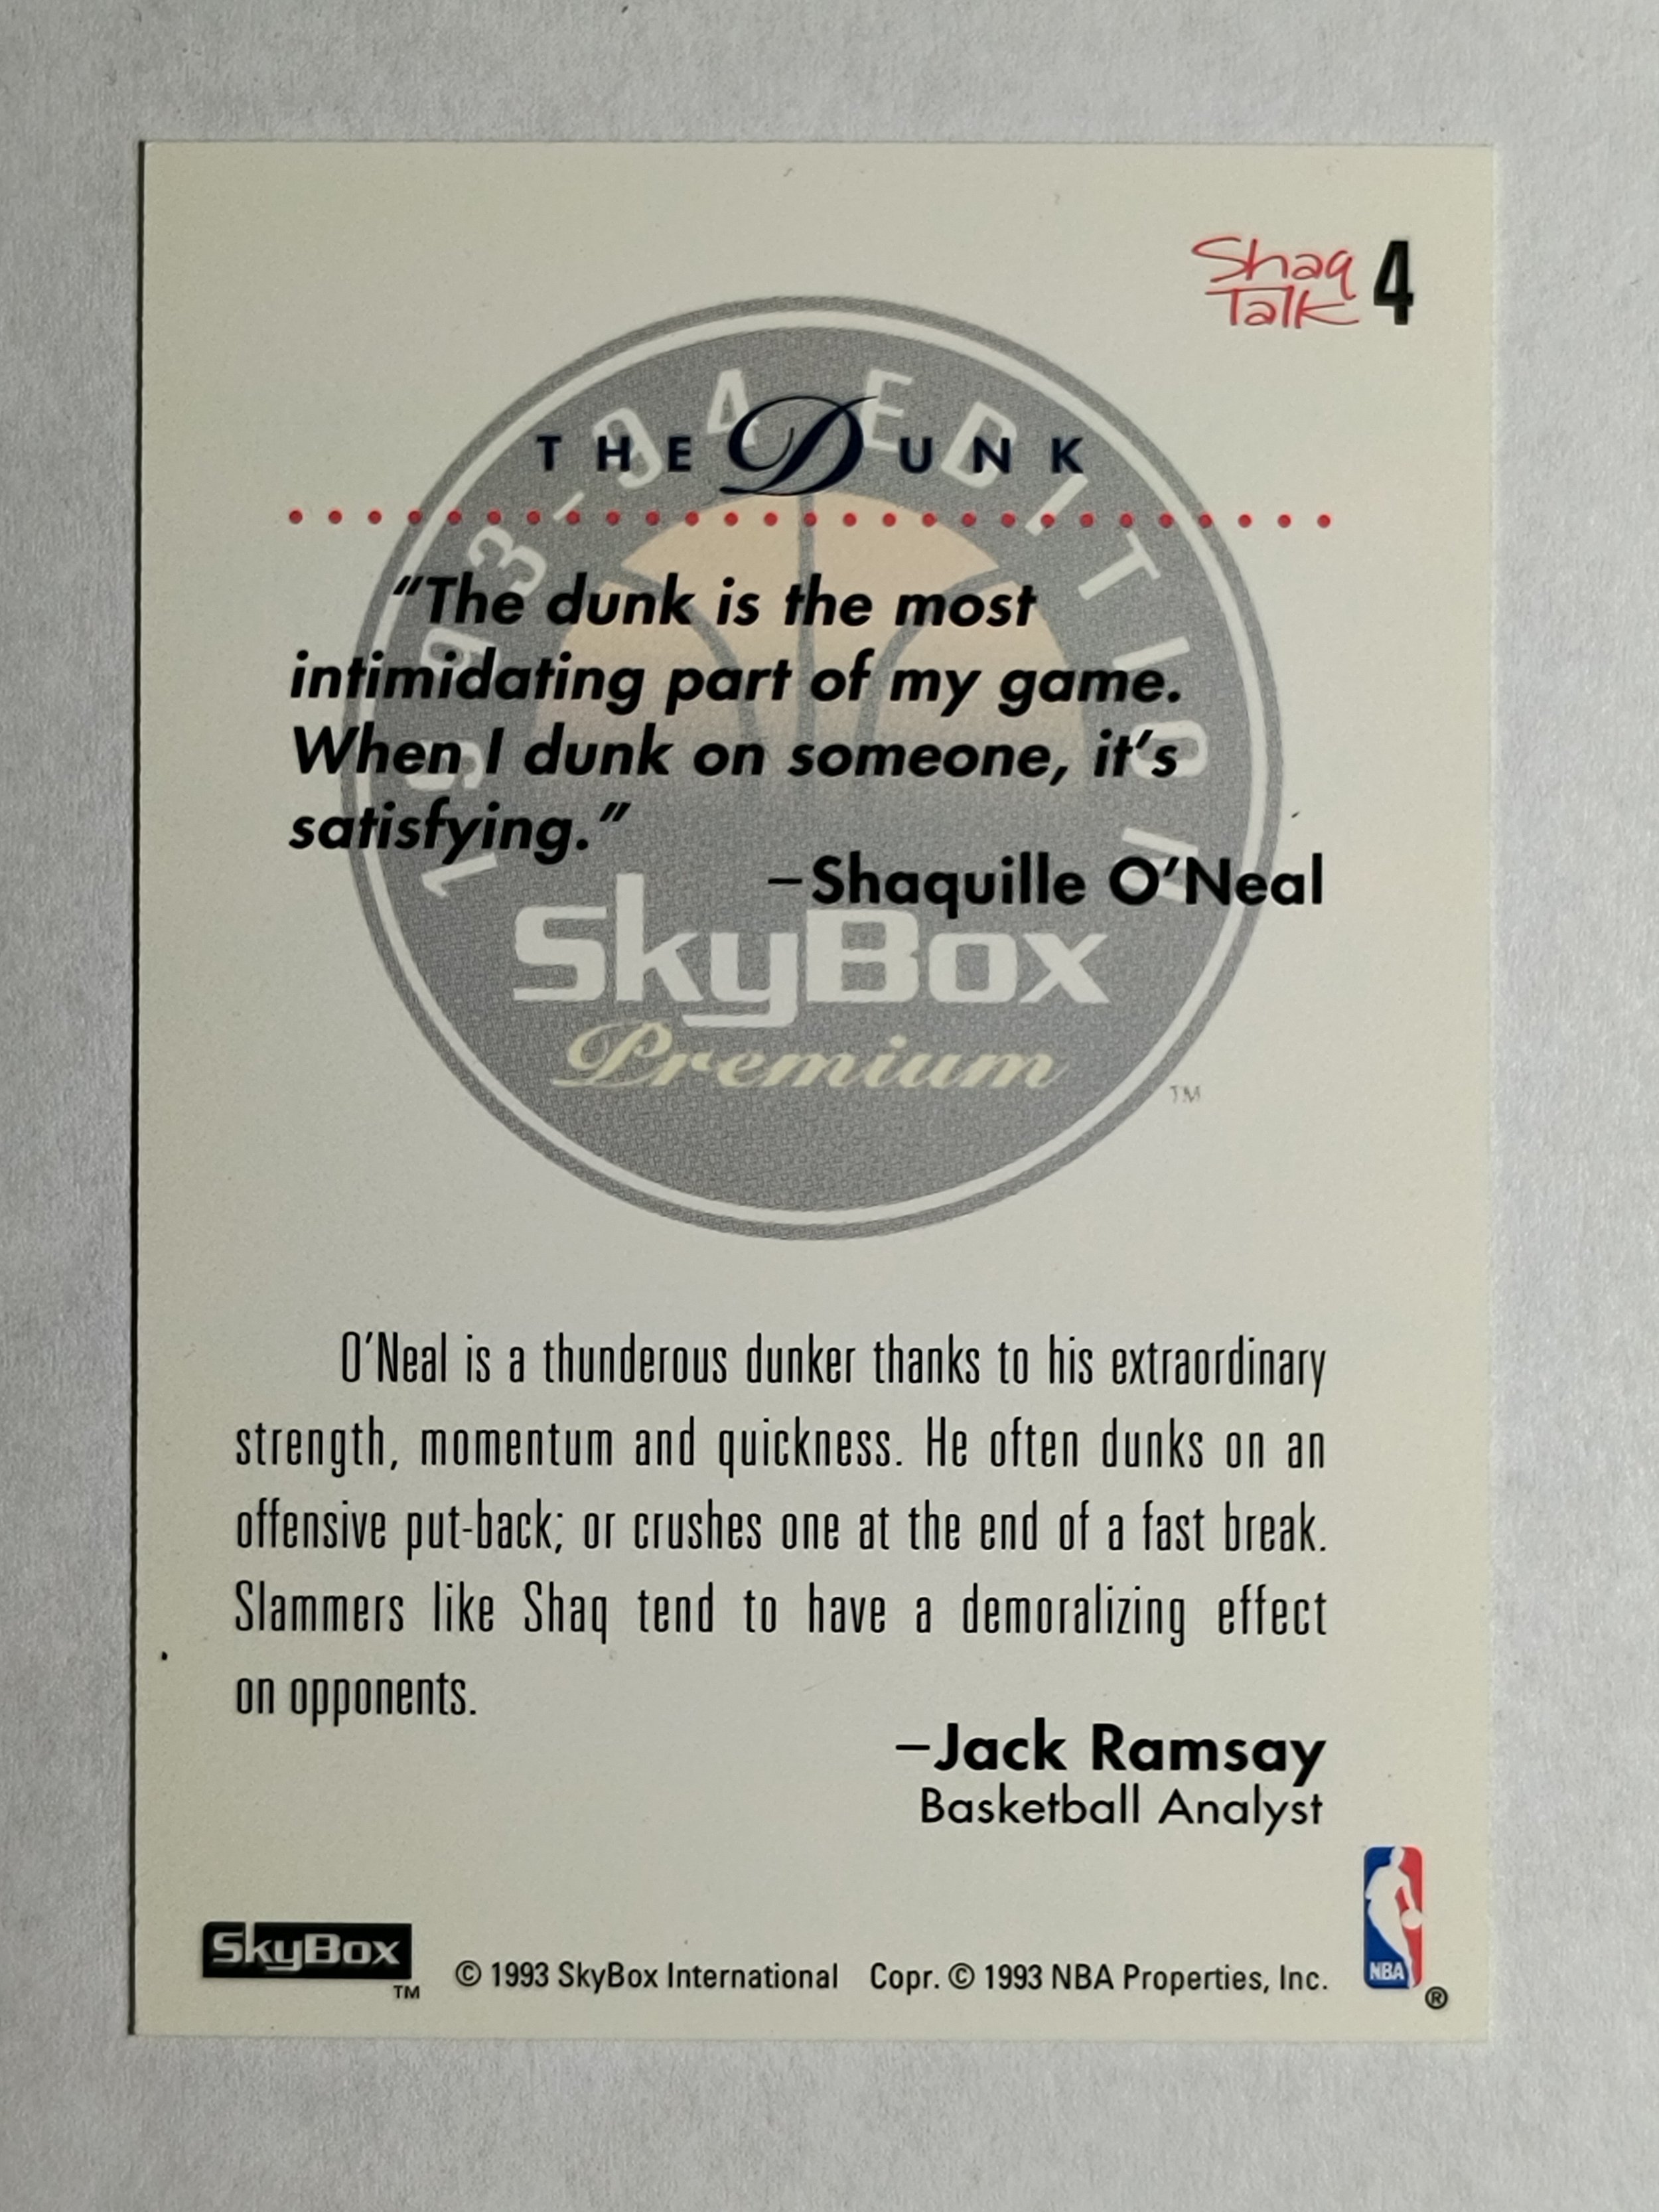 Shaq
Talk 4
1993-94 EDITION
THE DUNK
“The dunk is the most
intimidating part of my game.
When I dunk on someone, it’s
satisfying.”
–Shaquille O’Neal
SkyBox
Premium
TM
O’Neal is a thunderous dunker thanks to his extraordinary
strength, momentum and quickness. He often dunks on an
offensive put-back; or crushes one at the end of a fast break.
Slammers like Shaq tend to have a demoralizing effect
on opponents.
–Jack Ramsay
Basketball Analyst
SkyBox
TM
© 1993 SkyBox International Copr. © 1993 NBA Properties, Inc.
NBA
®